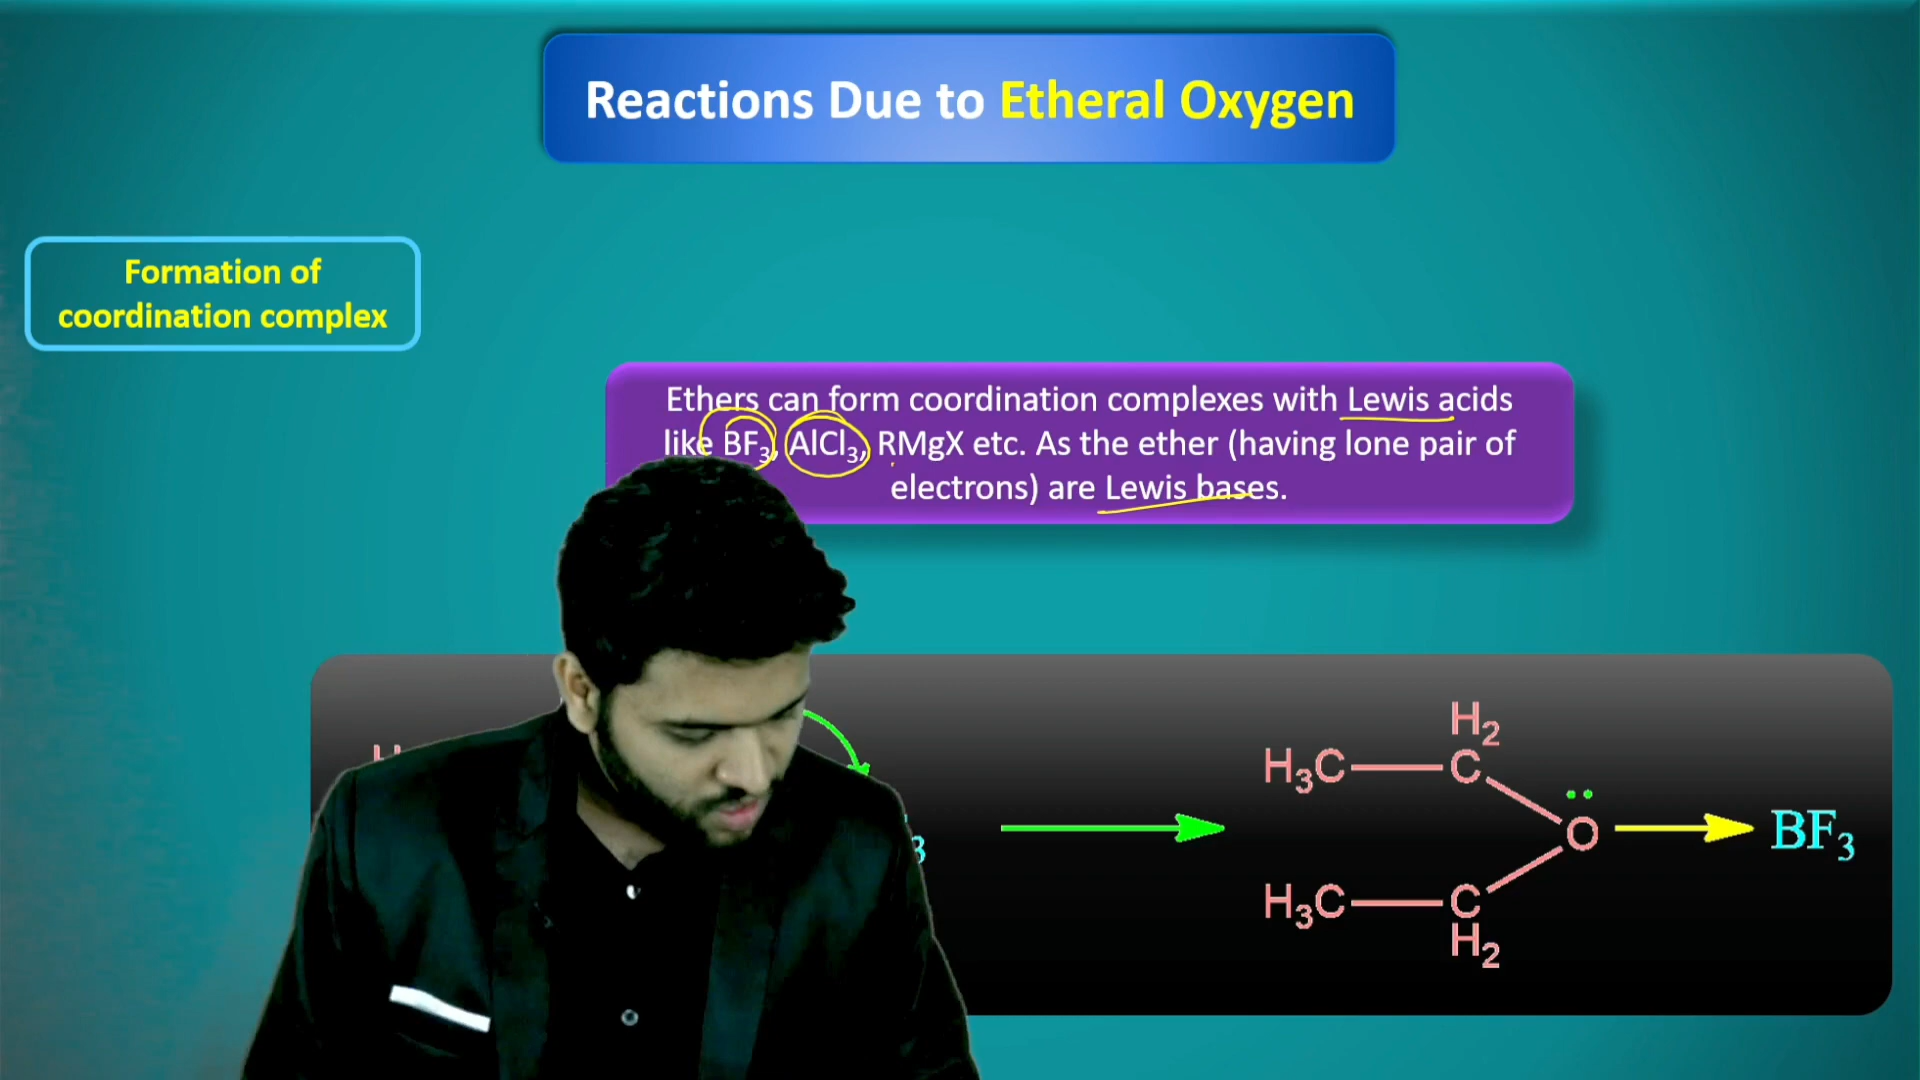 Reactions Due to Etheral Oxygen
Formation of
coordination complex
Ethers can form coordination complexes with Lewis acids
like BF3, AlCl3, RMgX etc. As the ether (having lone pair of
electrons) are Lewis bases.
H2
H3C C
O BF3
3
H3C C
H2